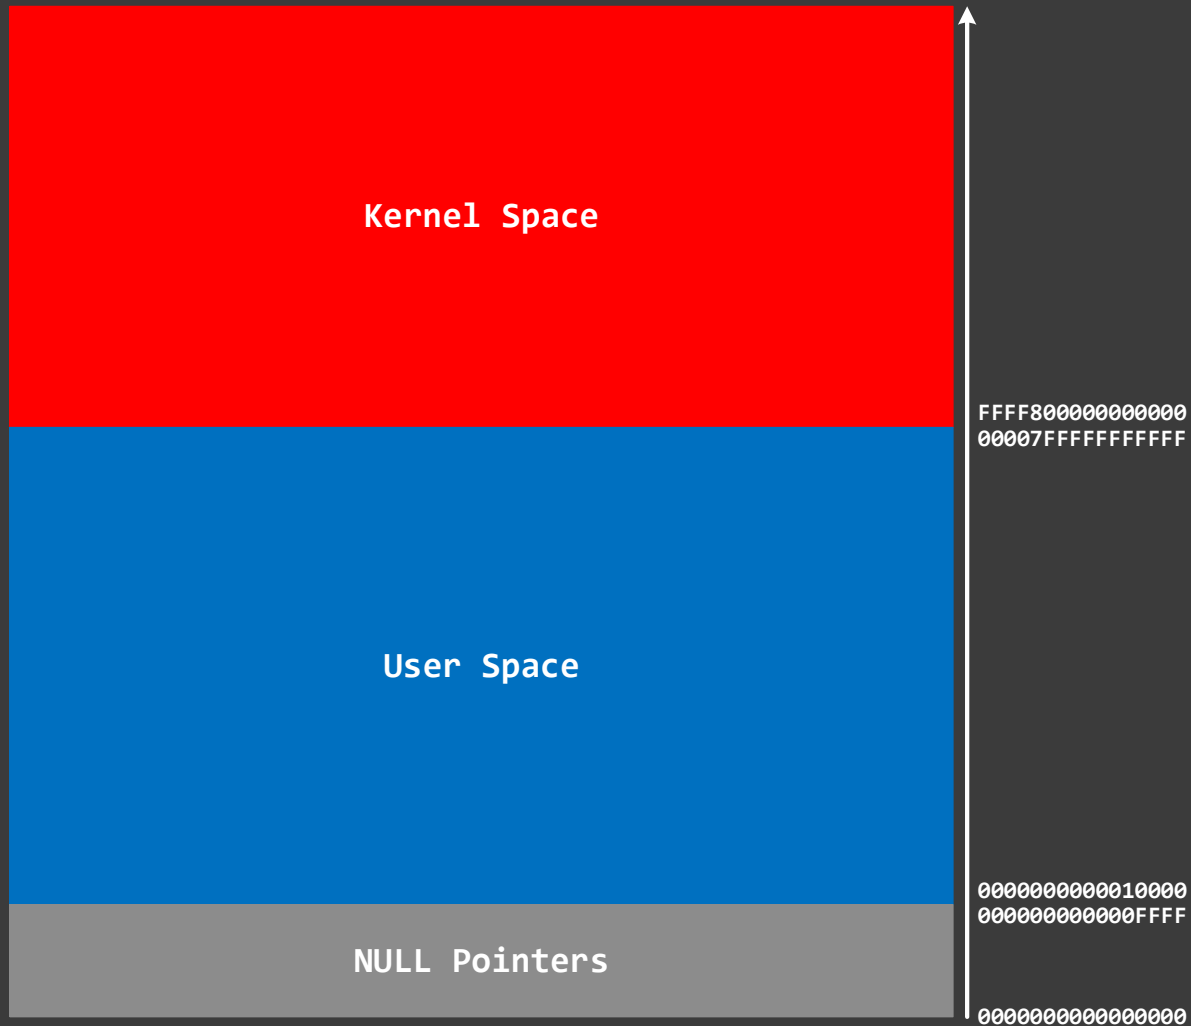 Kernel Space
FFFF800000000000
00007FFFFFFFFFFF
User Space
0000000000010000
000000000000FFFF
NULL Pointers
0000000000000000